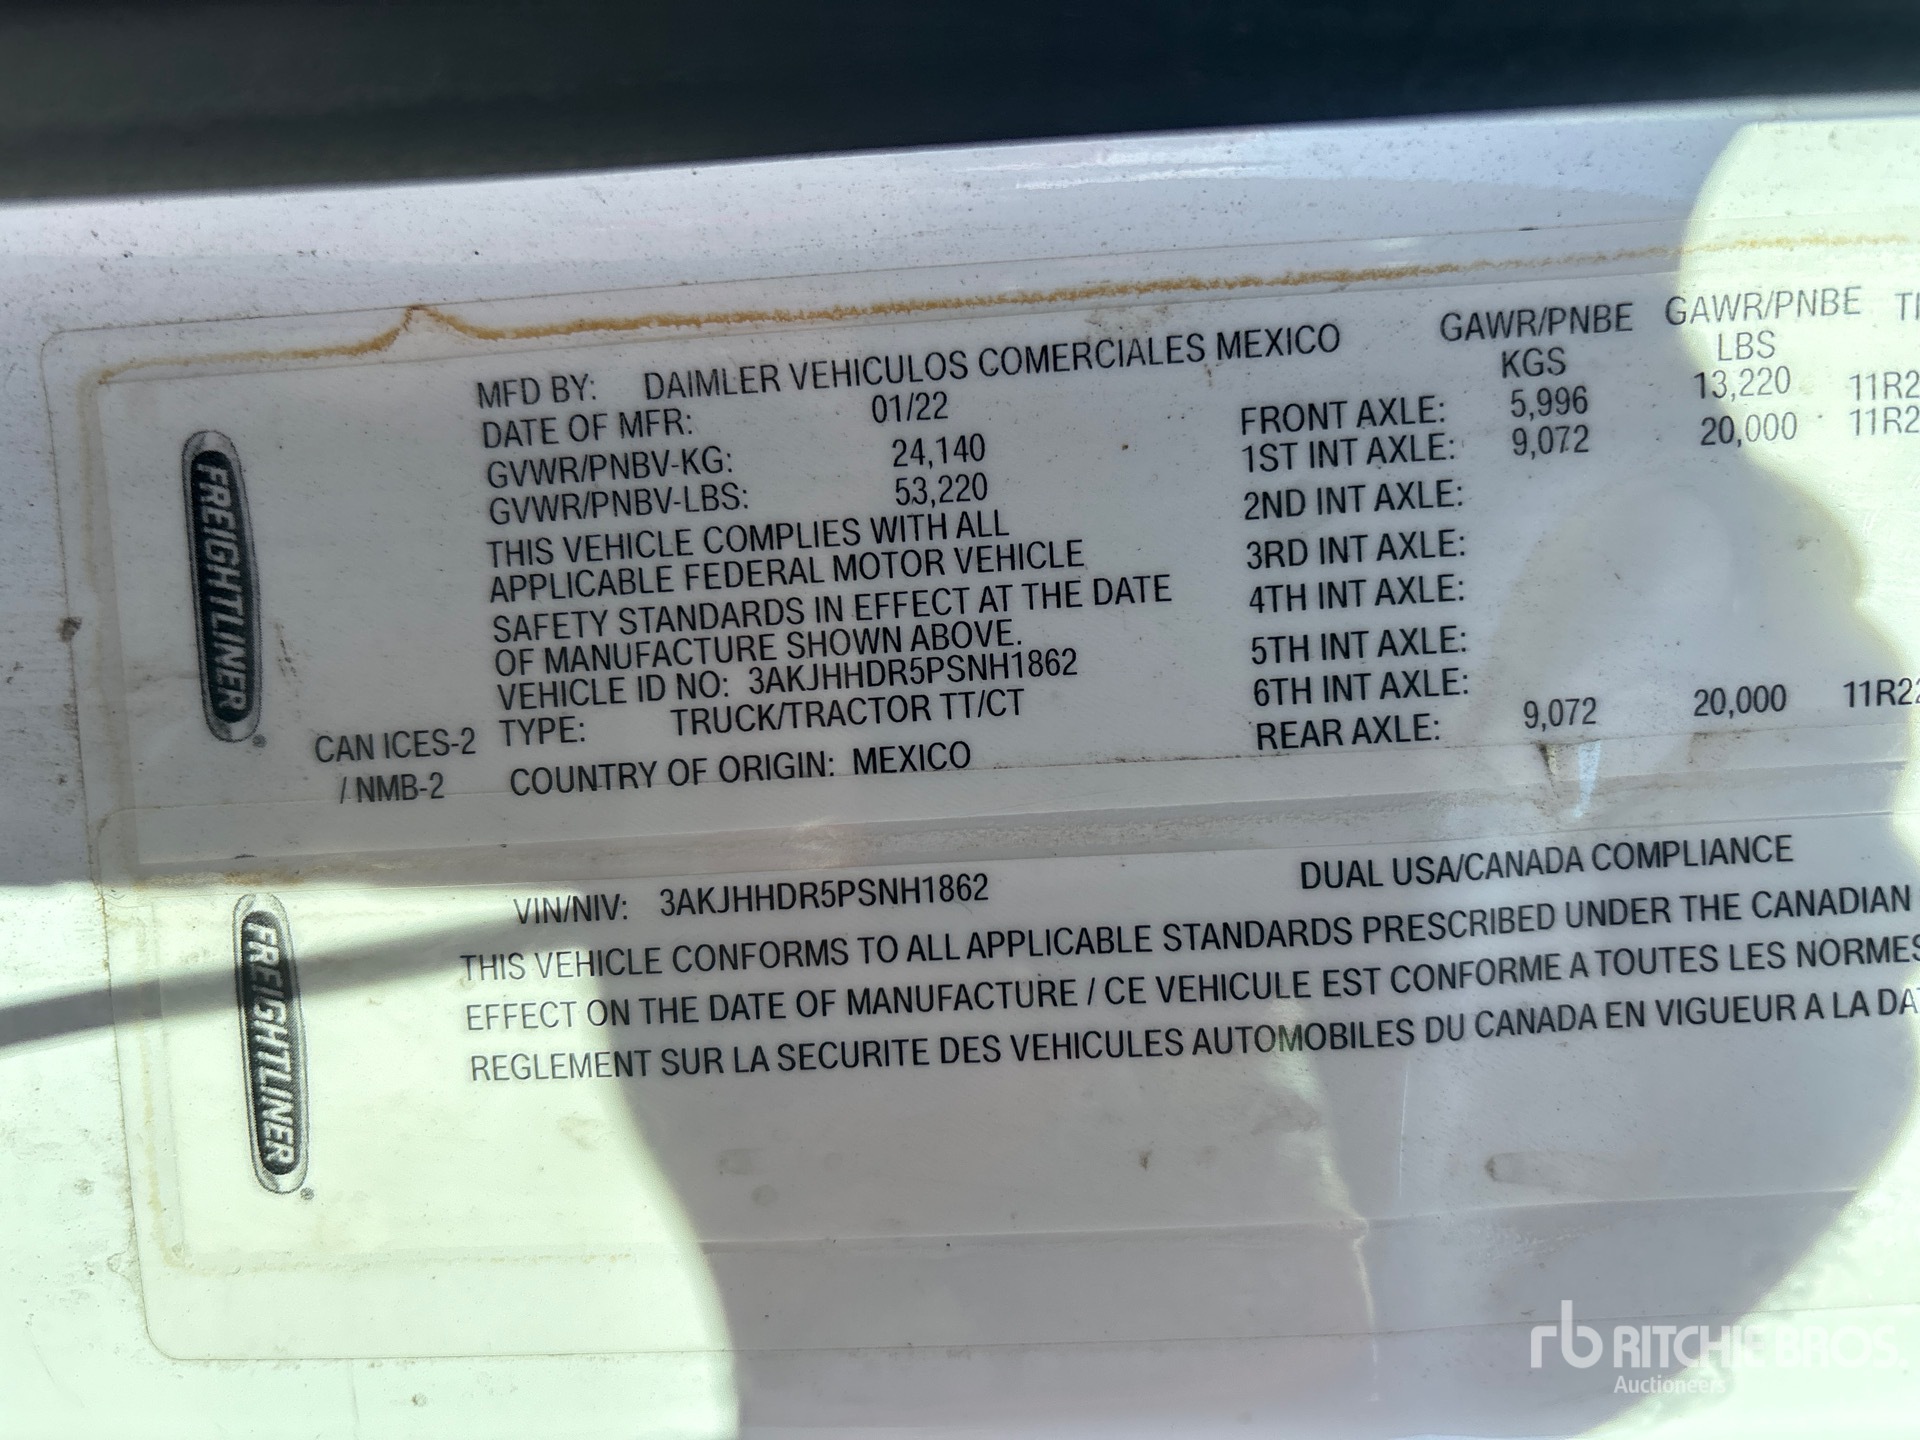 FREIGHTLINER
MFD BY: DAIMLER VEHICULOS COMERCIALES MEXICO
DATE OF MFR: 01/22
GVWR/PNBV-KG: 24,140
GVWR/PNBV-LBS: 53,220
THIS VEHICLE COMPLIES WITH ALL
APPLICABLE FEDERAL MOTOR VEHICLE
SAFETY STANDARDS IN EFFECT AT THE DATE
OF MANUFACTURE SHOWN ABOVE.
VEHICLE ID NO: 3AKJHHDR5PSNH1862
TYPE: TRUCK/TRACTOR TT/CT
COUNTRY OF ORIGIN: MEXICO
CAN ICES-2
/ NMB-2
GAWR/PNBE GAWR/PNBE
KGS LBS
FRONT AXLE: 5,996 13,220 11R2
1ST INT AXLE: 9,072 20,000 11R2
2ND INT AXLE:
3RD INT AXLE:
4TH INT AXLE:
5TH INT AXLE:
6TH INT AXLE:
REAR AXLE: 9,072 20,000 11R22
FREIGHTLINER
VIN/NIV: 3AKJHHDR5PSNH1862 DUAL USA/CANADA COMPLIANCE
THIS VEHICLE CONFORMS TO ALL APPLICABLE STANDARDS PRESCRIBED UNDER THE CANADIAN
EFFECT ON THE DATE OF MANUFACTURE / CE VEHICULE EST CONFORME A TOUTES LES NORMES
REGLEMENT SUR LA SECURITE DES VEHICULES AUTOMOBILES DU CANADA EN VIGUEUR A LA DA
rb RITCHIE BROS.
Auctioneers